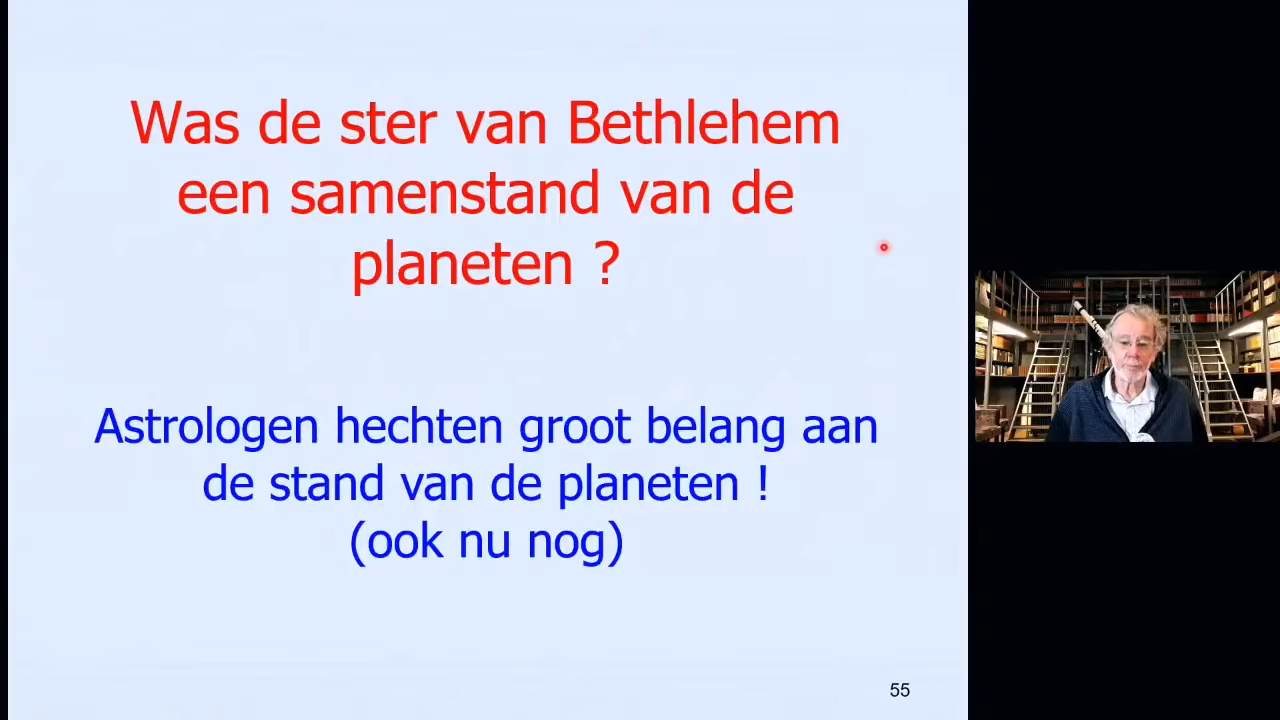 Was de ster van Bethlehem
een samenstand van de
planeten ?
Astrologen hechten groot belang aan
de stand van de planeten !
(ook nu nog)
55